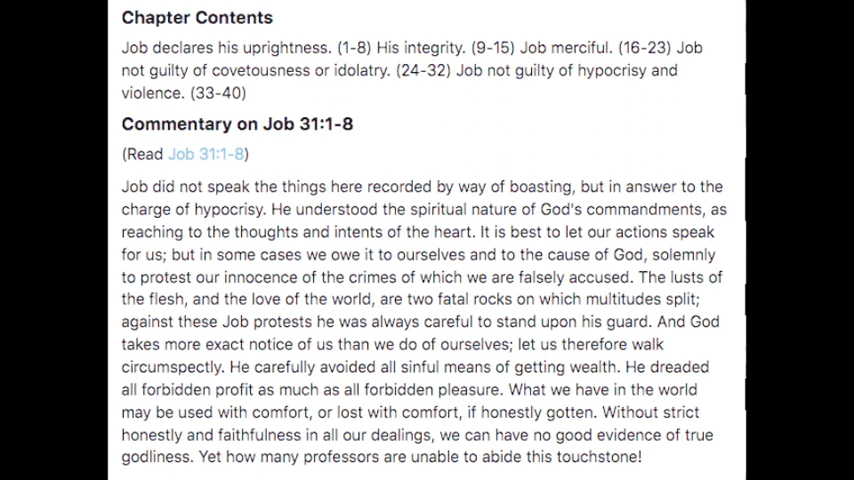 Chapter Contents
Job declares his uprightness. (1-8) His integrity. (9-15) Job merciful. (16-23) Job
not guilty of covetousness or idolatry. (24-32) Job not guilty of hypocrisy and
violence. (33-40)
Commentary on Job 31:1-8
(Read Job 31:1-8)
Job did not speak the things here recorded by way of boasting, but in answer to the
charge of hypocrisy. He understood the spiritual nature of God's commandments, as
reaching to the thoughts and intents of the heart. It is best to let our actions speak
for us; but in some cases we owe it to ourselves and to the cause of God, solemnly
to protest our innocence of the crimes of which we are falsely accused. The lusts of
the flesh, and the love of the world, are two fatal rocks on which multitudes split;
against these Job protests he was always careful to stand upon his guard. And God
takes more exact notice of us than we do of ourselves; let us therefore walk
circumspectly. He carefully avoided all sinful means of getting wealth. He dreaded
all forbidden profit as much as all forbidden pleasure. What we have in the world
may be used with comfort, or lost with comfort, if honestly gotten. Without strict
honestly and faithfulness in all our dealings, we can have no good evidence of true
godliness. Yet how many professors are unable to abide this touchstone!